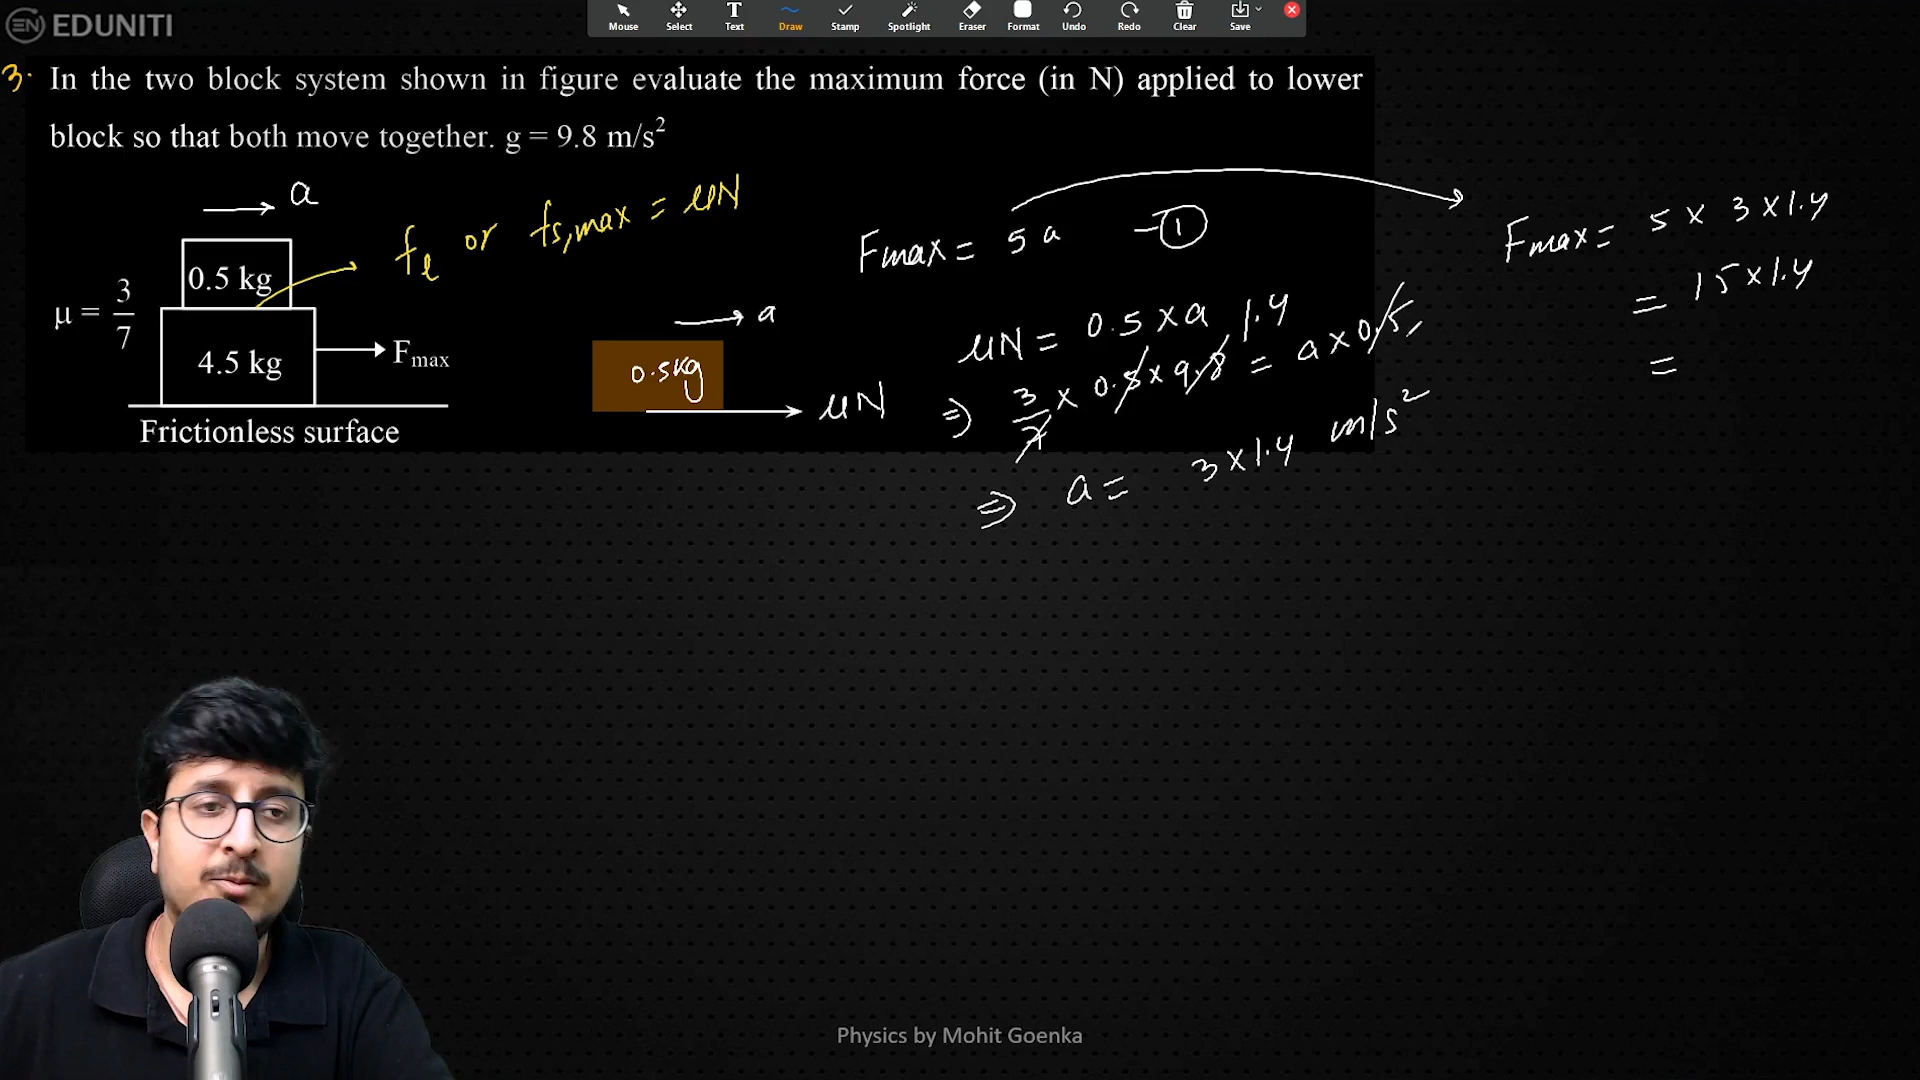 EDUNITI
Mouse Select Text Draw Stamp Spotlight Eraser Format Undo Redo Clear Save
3. In the two block system shown in figure evaluate the maximum force (in N) applied to lower
block so that both move together. g = 9.8 m/s²
a
0.5 kg
μ = 3/7
4.5 kg
Fmax
Frictionless surface
fℓ or fs,max = μN
a
0.5kg
μN
Fmax = 5a —①
μN = 0.5 × a
1.4
⇒ 3/7 × 0.5 × 9.8 = a × 0.5
⇒ a = 3 × 1.4 m/s²
Fmax = 5 × 3 × 1.4
= 15 × 1.4
=
Physics by Mohit Goenka